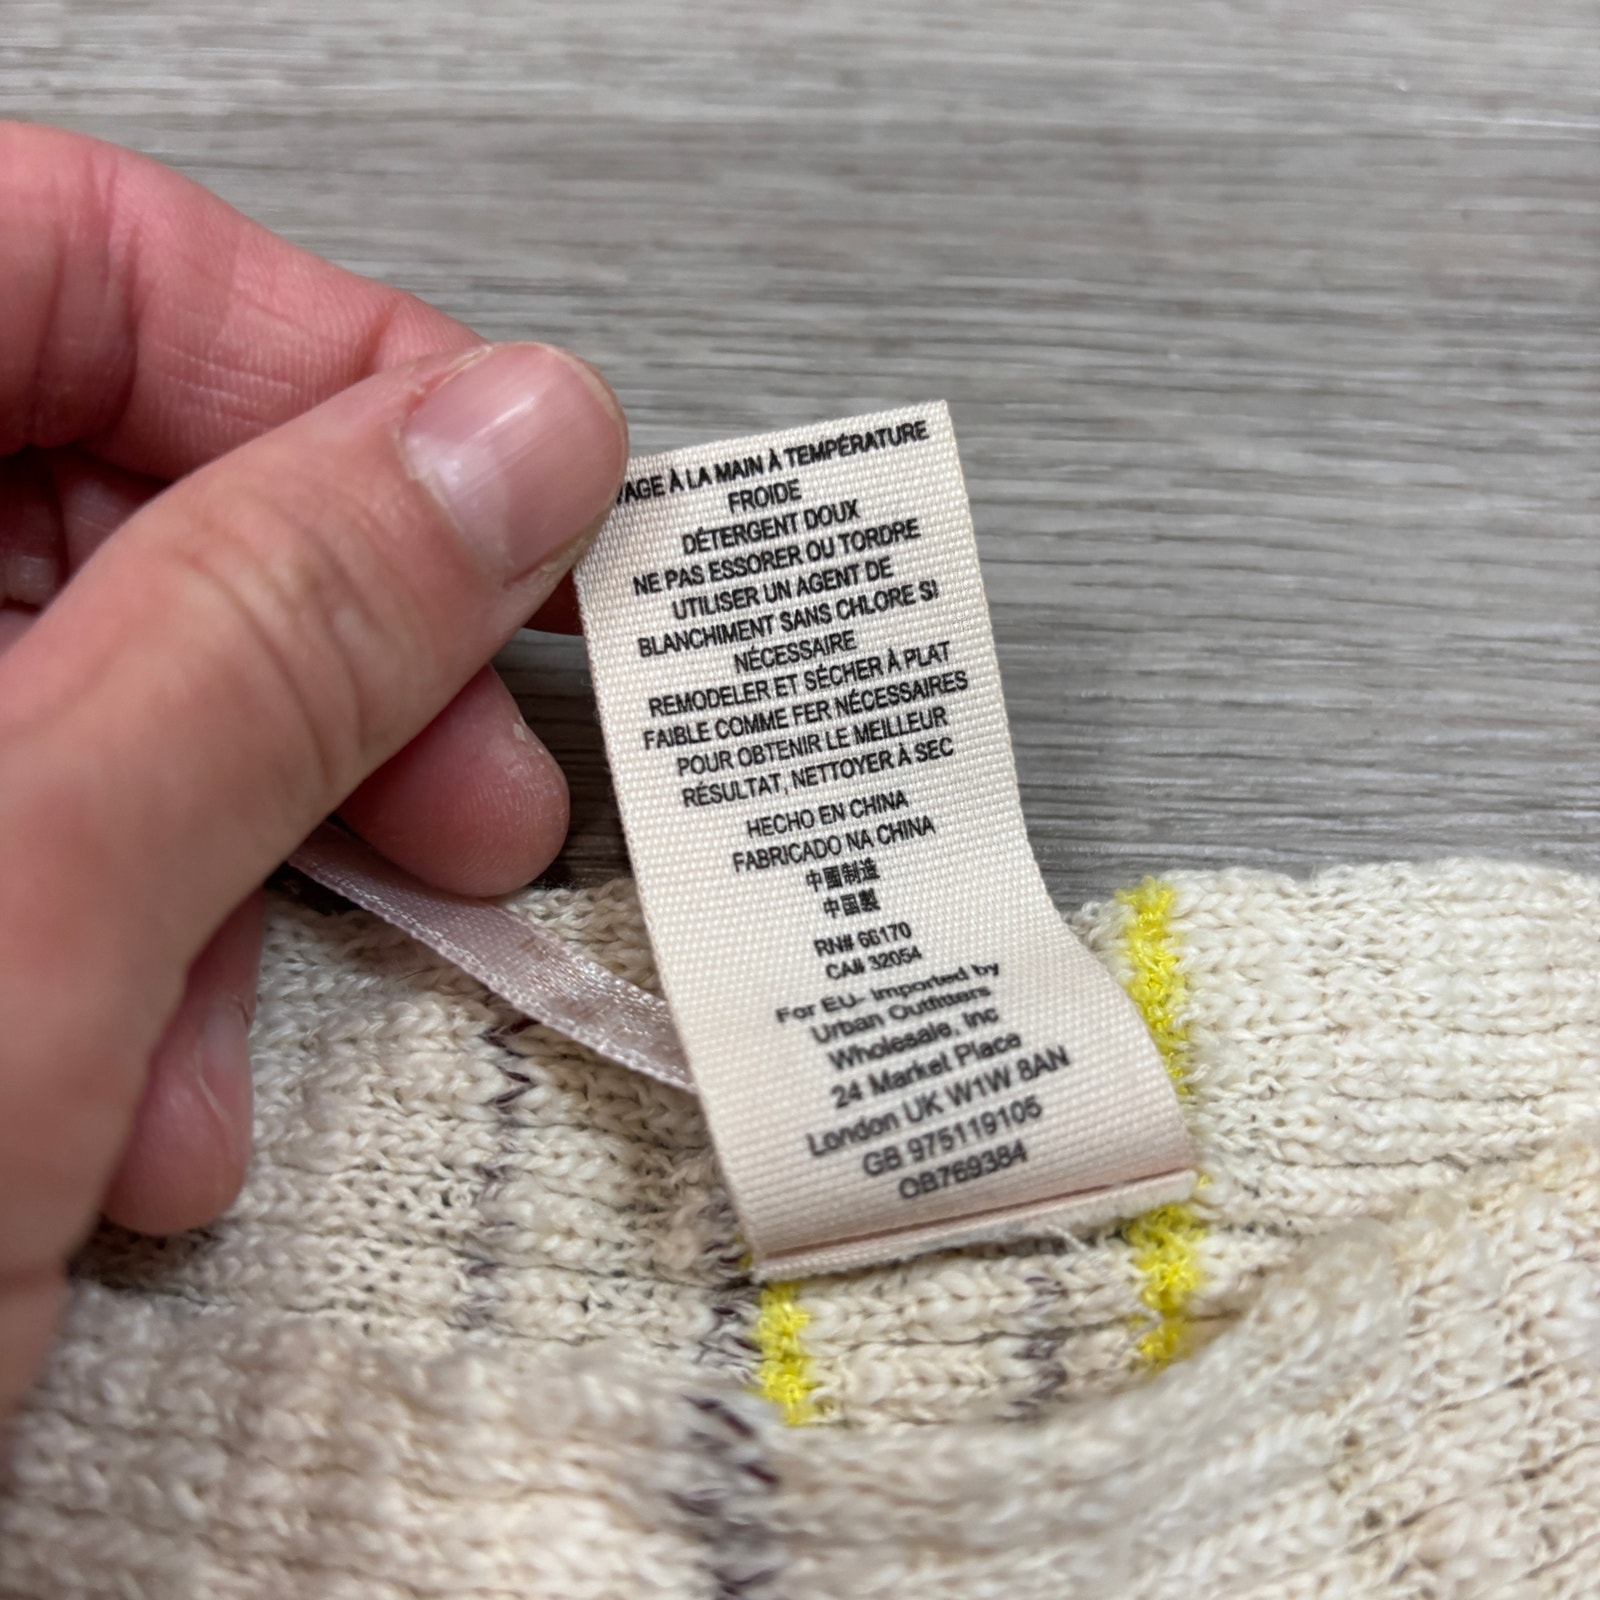 À LA MAIN À TEMPÉRATURE
FROIDE
DÉTERGENT DOUX
NE PAS ESSORER OU TORDRE
UTILISER UN AGENT DE
BLANCHIMENT SANS CHLORE SI
NÉCESSAIRE
REMODELER ET SÉCHER À PLAT
FAIBLE COMME FER NÉCESSAIRES
POUR OBTENIR LE MEILLEUR
RÉSULTAT, NETTOYER À SEC
HECHO EN CHINA
FABRICADO NA CHINA
中國制造
中国製
RN# 66170
CA# 32054
For EU- imported by
Urban Outfitters
Wholesale, Inc
24 Market Place
London UK W1W 8AN
GB 975119105
OB769384